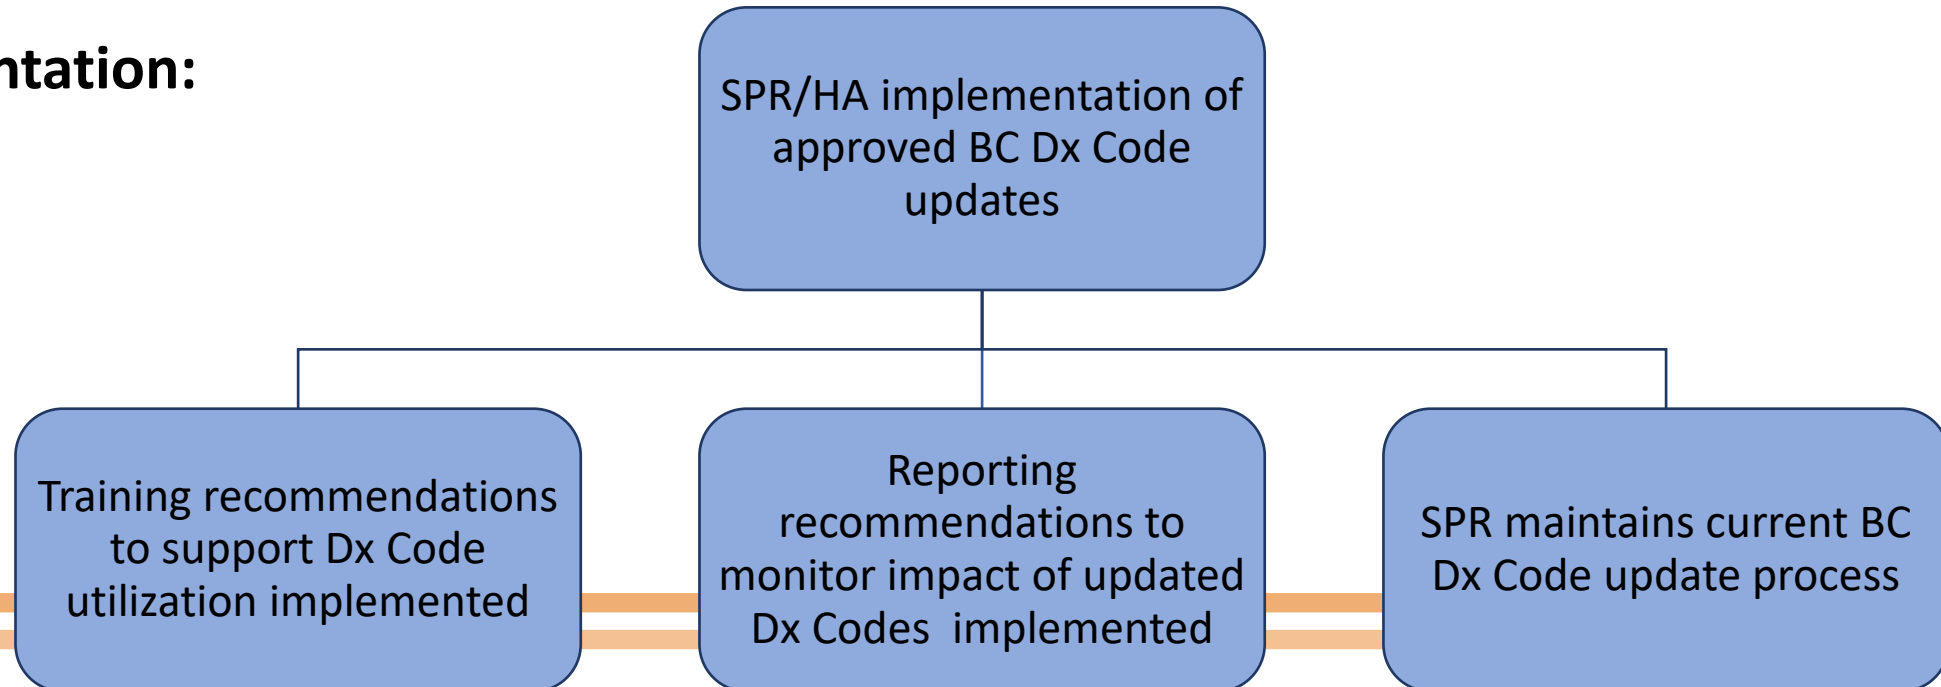 ntation:
SPR/HA implementation of
approved BC Dx Code
updates
Training recommendations
to support Dx Code
utilization implemented
Reporting
recommendations to
monitor impact of updated
Dx Codes  implemented
SPR maintains current BC
Dx Code update process